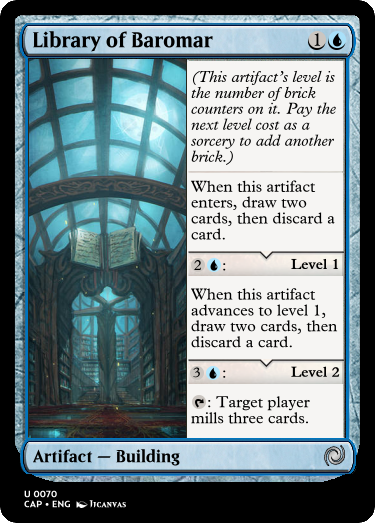 Library of Baromar 1
(This artifact's level is
the number of brick
counters on it. Pay the
next level cost as a
sorcery to add another
brick.)
When this artifact
enters, draw two
cards, then discard a
card.
2 : Level 1
When this artifact
advances to level 1,
draw two cards, then
discard a card.
3 : Level 2
: Target player
mills three cards.
Artifact — Building
U 0070
CAP • ENG JICANVAS